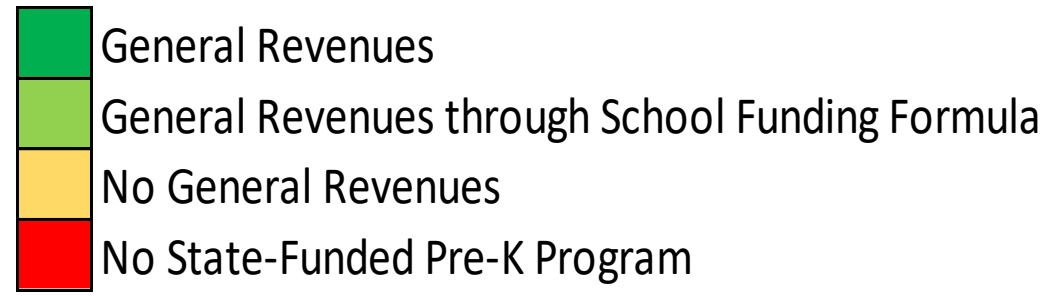 General Revenues
General Revenues through School Funding Formula
No General Revenues
No State-Funded Pre-K Program